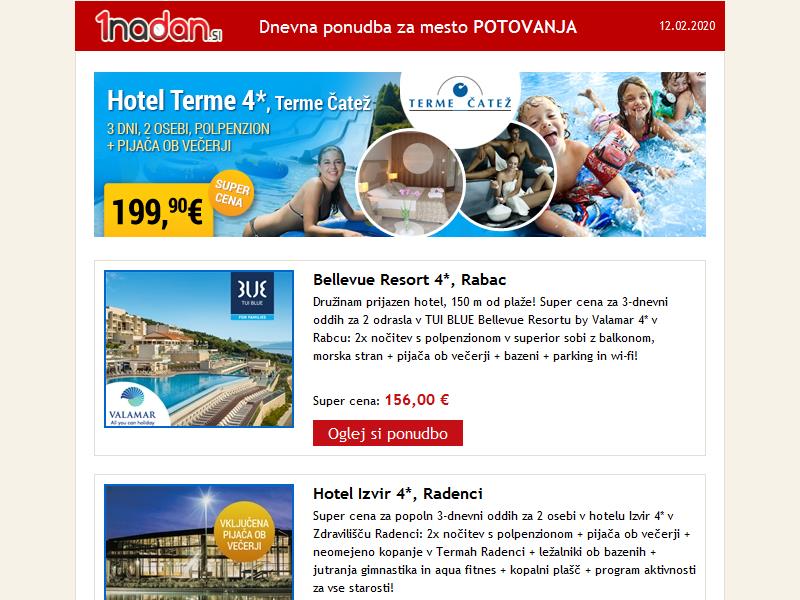 1nadan.si
Dnevna ponudba za mesto POTOVANJA
12.02.2020
Hotel Terme 4*, Terme Čatež
3 DNI, 2 OSEBI, POLPENZION
+ PIJAČA OB VEČERJI
199,90€
SUPER
CENA
TERME ČATEŽ
BUE
TUI BLUE
FOR FAMILIES
VALAMAR
All you can holiday
Bellevue Resort 4*, Rabac
Družinam prijazen hotel, 150 m od plaže! Super cena za 3-dnevni
oddih za 2 odrasla v TUI BLUE Bellevue Resortu by Valamar 4* v
Rabcu: 2x nočitev s polpenzionom v superior sobi z balkonom,
morska stran + pijača ob večerji + bazeni + parking in wi-fi!
Super cena: 156,00 €
Oglej si ponudbo
VKLJUČENA
PIJAČA OB
VEČERJI
Hotel Izvir 4*, Radenci
Super cena za popoln 3-dnevni oddih za 2 osebi v hotelu Izvir 4* v
Zdravilišču Radenci: 2x nočitev s polpenzionom + pijača ob večerji +
neomejeno kopanje v Termah Radenci + ležalniki ob bazenih +
jutranja gimnastika in aqua fitnes + kopalni plašč + program aktivnosti
za vse starosti!